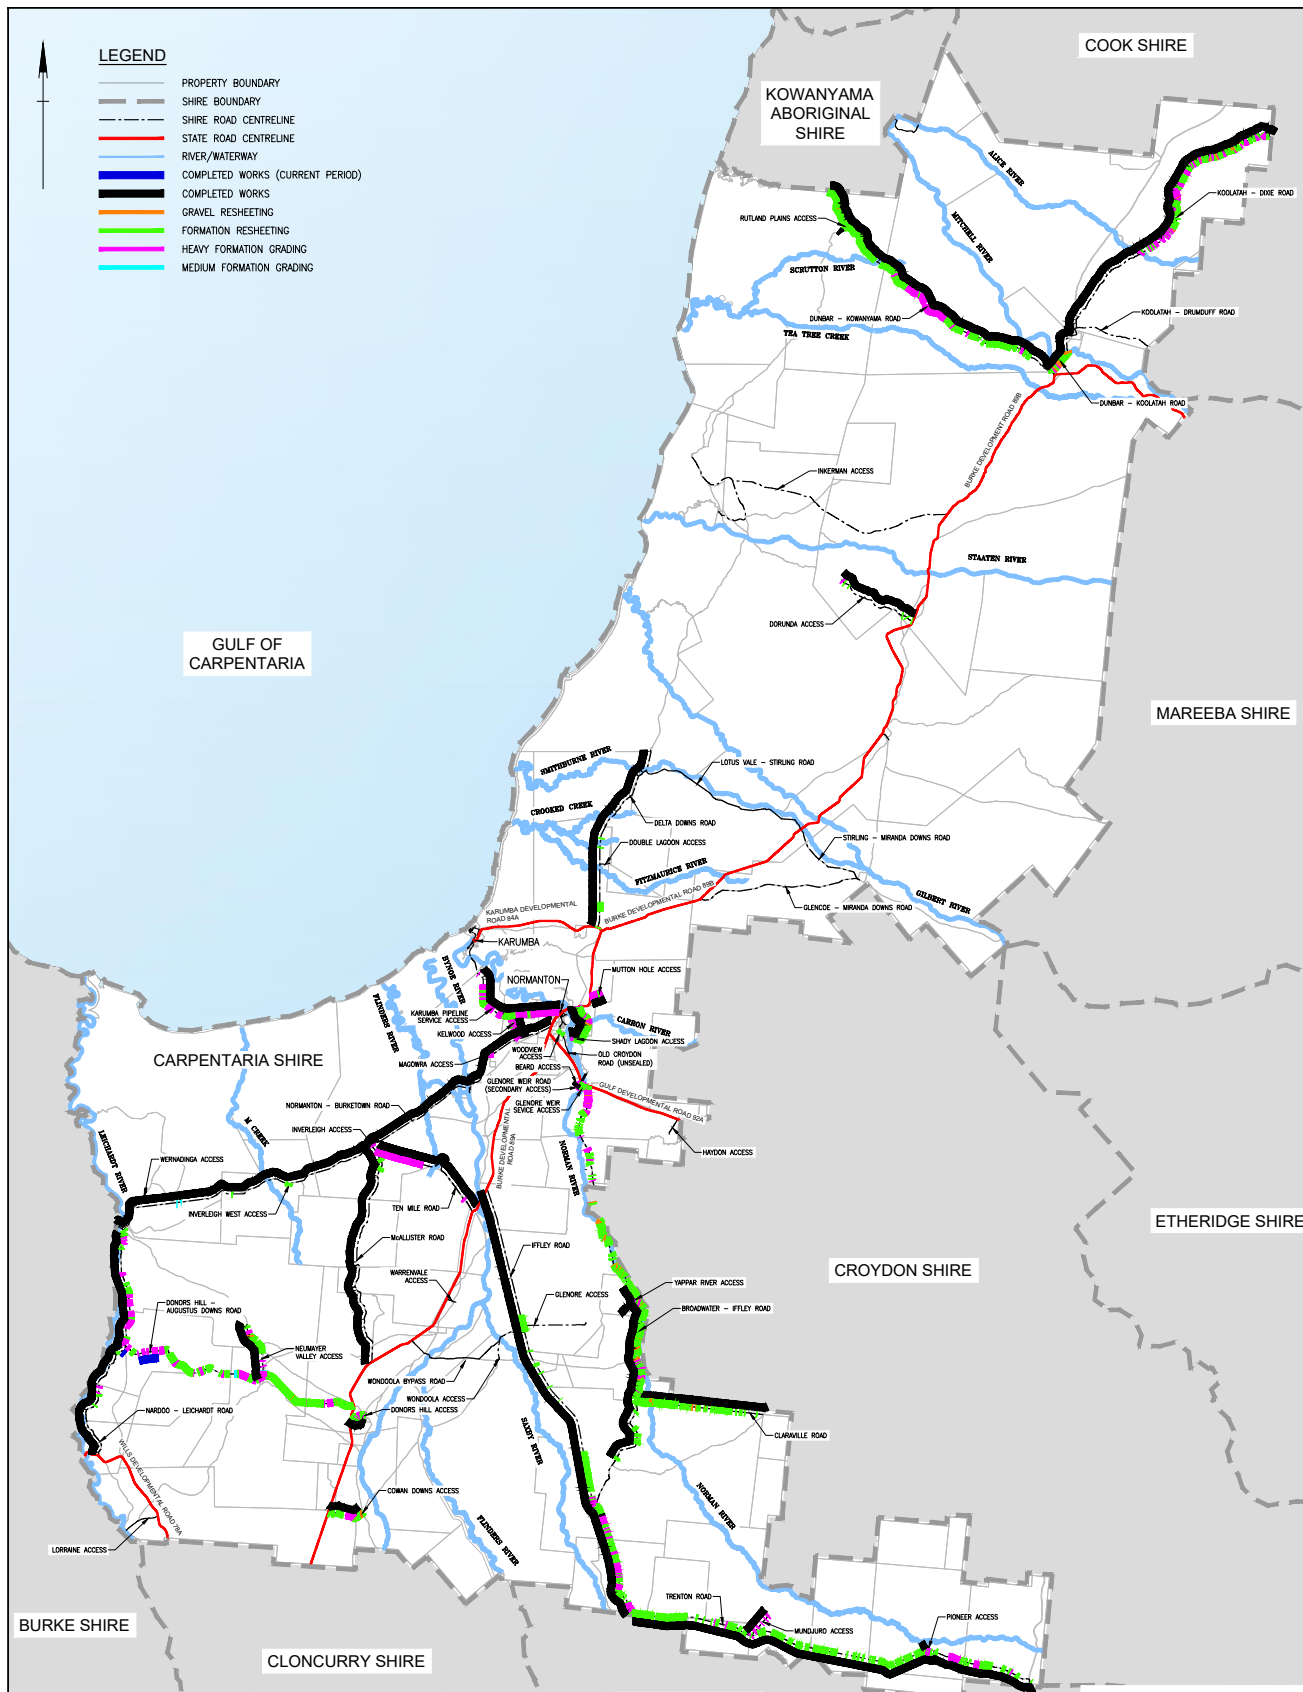 LEGEND
PROPERTY BOUNDARY
SHIRE BOUNDARY
SHIRE ROAD CENTRELINE
STATE ROAD CENTRELINE
RIVER/WATERWAY
COMPLETED WORKS (CURRENT PERIOD)
COMPLETED WORKS
GRAVEL RESHEETING
FORMATION RESHEETING
HEAVY FORMATION GRADING
MEDIUM FORMATION GRADING
COOK SHIRE
KOWANYAMA
ABORIGINAL
SHIRE
ALICE RIVER
KOOLATAH - DIXIE ROAD
RUTLAND PLAINS ACCESS
MITCHELL RIVER
SCRUTTON RIVER
KOOLATAH - DRUMDUFF ROAD
DUNBAR - KOWANYAMA ROAD
TEA TREE CREEK
DUNBAR - KOOLATAH ROAD
BURKE DEVELOPMENT ROAD 89B
INKERMAN ACCESS
STAATEN RIVER
DORUNDA ACCESS
GULF OF
CARPENTARIA
MAREEBA SHIRE
SMITHBURNE RIVER
LOTUS VALE - STIRLING ROAD
CROOKED CREEK
DELTA DOWNS ROAD
STIRLING - MIRANDA DOWNS ROAD
DOUBLE LAGOON ACCESS
FITZMAURICE RIVER
BURKE DEVELOPMENTAL ROAD 89B
GILBERT RIVER
GLENCOE - MIRANDA DOWNS ROAD
KARUMBA DEVELOPMENTAL
ROAD 84A
KARUMBA
BYNOE RIVER
FLINDERS RIVER
NORMANTON
MUTTON HOLE ACCESS
KARUMPA PIPELINE
SERVICE ACCESS
CARRON RIVER
KELWOOD ACCESS
SHADY LAGOON ACCESS
WOODVIEW
ACCESS
OLD CROYDON
ROAD (UNSEALED)
CARPENTARIA SHIRE
MAGOWRA ACCESS
BEARD ACCESS
GLENORE WEIR ROAD
(SECONDARY ACCESS)
GULF DEVELOPMENTAL ROAD 92A
GLENORE WEIR
SEVICE ACCESS
NORMANTON - BURKETOWN ROAD
M CREEK
INVERLEIGH ACCESS
LEICHARDT RIVER
WERNADINGA ACCESS
BURKE DEVELOPMENTAL
ROAD 89A
NORMAN RIVER
HAYDON ACCESS
INVERLEIGH WEST ACCESS
TEN MILE ROAD
ETHERIDGE SHIRE
McALLISTER ROAD
IFFLEY ROAD
CROYDON SHIRE
WARRENVALE
ACCESS
YAPPAR RIVER ACCESS
GLENORE ACCESS
DONORS HILL -
AUGUSTUS DOWNS ROAD
BROADWATER - IFFLEY ROAD
NEUMAYER
VALLEY ACCESS
WONDOOLA BYPASS ROAD
WONDOOLA ACCESS
NARDOO - LEICHARDT ROAD
DONORS HILL ACCESS
CLARAVILLE ROAD
SAXBY RIVER
WILLS DEVELOPMENTAL ROAD 78A
COWAN DOWNS ACCESS
NORMAN RIVER
FLINDERS RIVER
LORRAINE ACCESS
TRENTON ROAD
PIONEER ACCESS
MUNDJURO ACCESS
BURKE SHIRE
CLONCURRY SHIRE